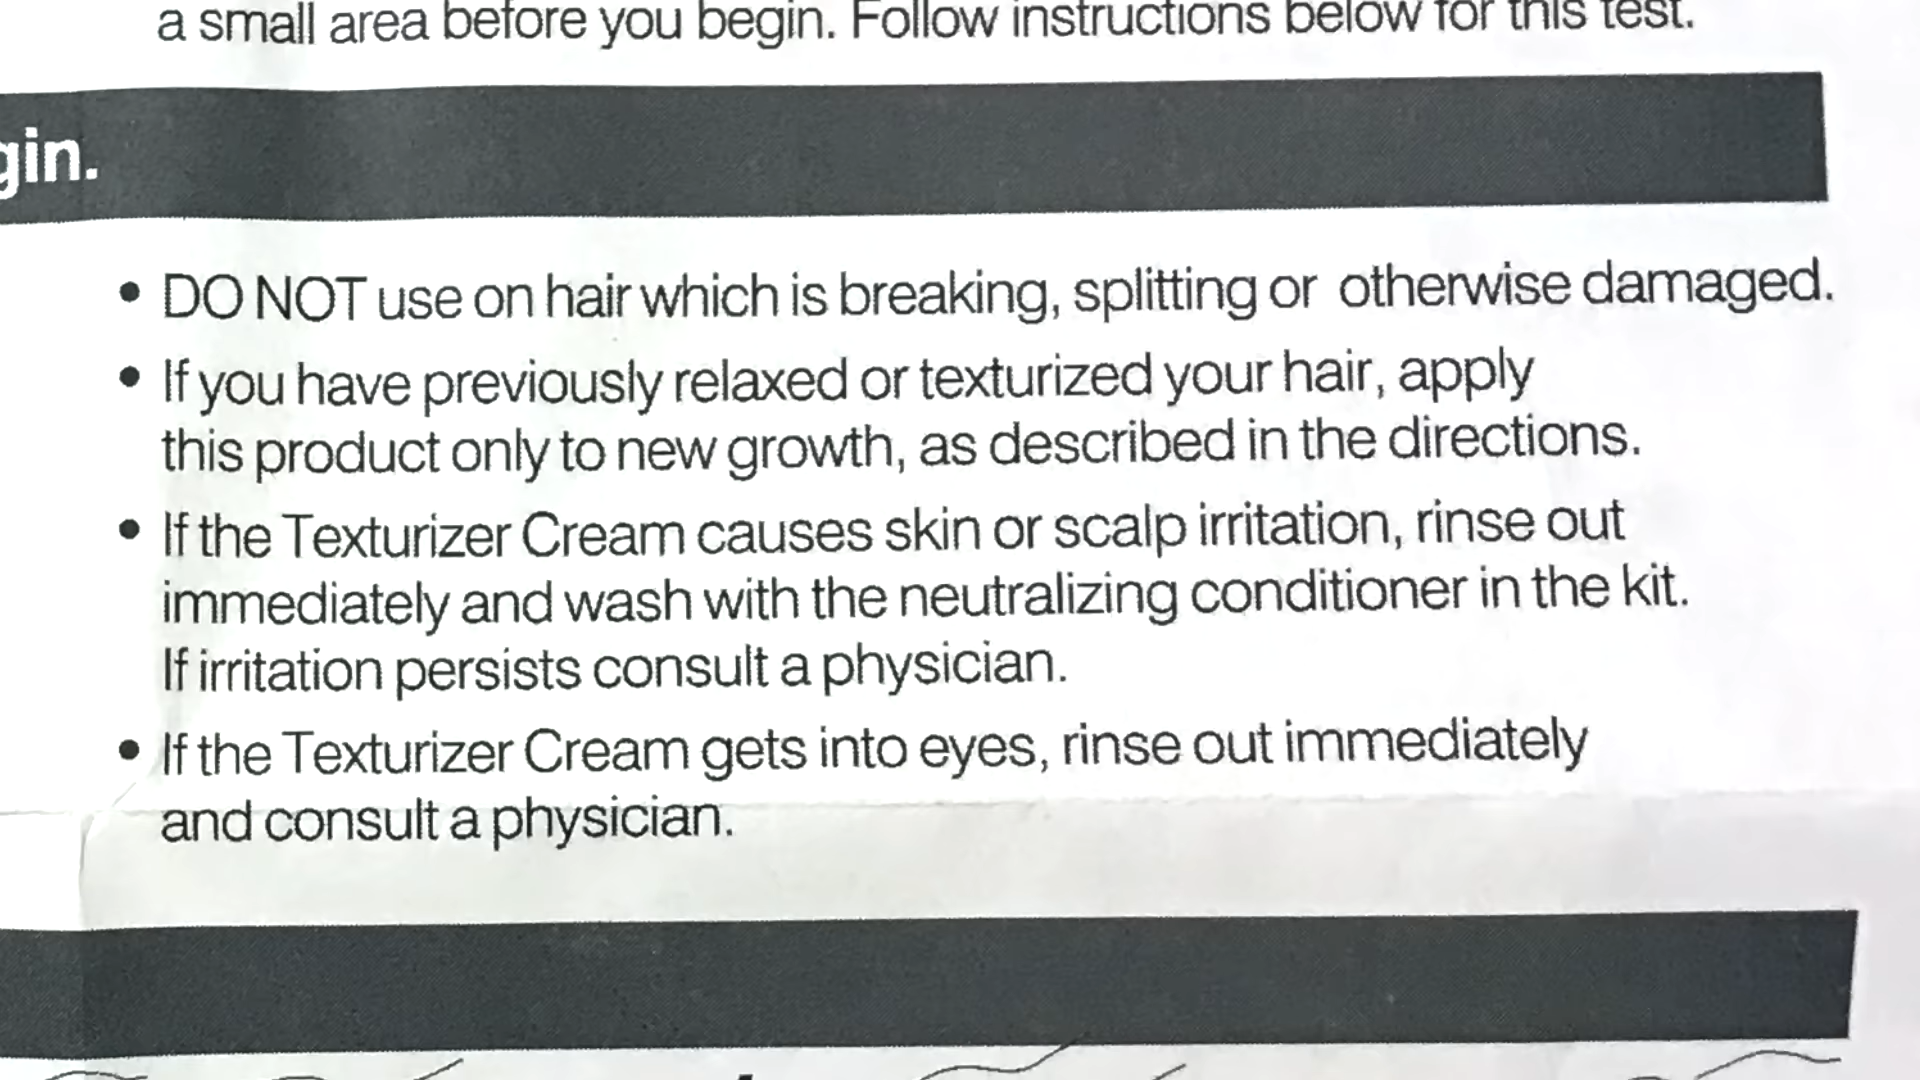 a small area before you begin. Follow instructions below for this test.
gin.
• DO NOT use on hair which is breaking, splitting or otherwise damaged.
• If you have previously relaxed or texturized your hair, apply
this product only to new growth, as described in the directions.
• If the Texturizer Cream causes skin or scalp irritation, rinse out
immediately and wash with the neutralizing conditioner in the kit.
If irritation persists consult a physician.
• If the Texturizer Cream gets into eyes, rinse out immediately
and consult a physician.